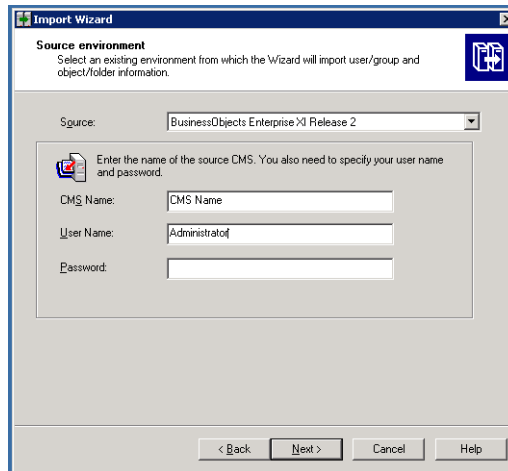 Import Wizard
Source environment
Select an existing environment from which the Wizard will import user/group and
object/folder information.
Source:
BusinessObjects Enterprise XI Release 2
Enter the name of the source CMS. You also need to specify your user name
and password.
CMS Name:
CMS Name
User Name:
Administrator
Password:
< Back
Next >
Cancel
Help